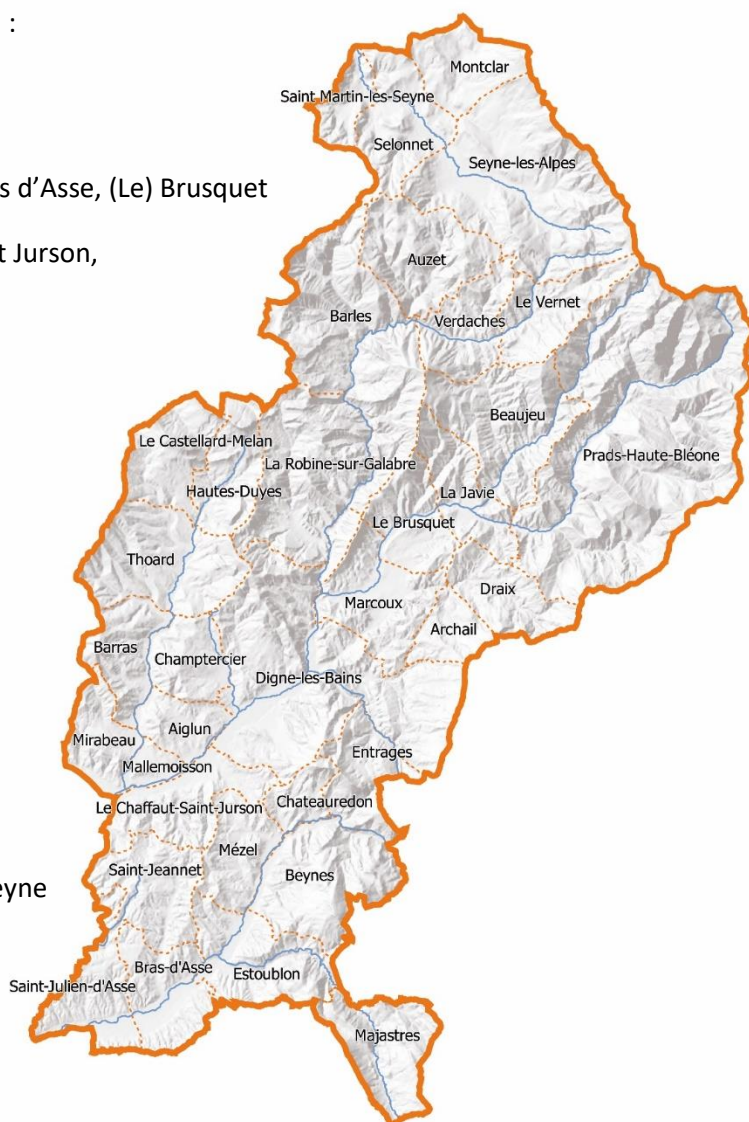 :
Montclar
Saint Martin-les-Seyne
Selonnet
Seyne-les-Alpes
s d’Asse, (Le) Brusquet
t Jurson,
Auzet
Le Vernet
Barles
Verdaches
Beaujeu
Le Castellard-Melan
Prads-Haute-Bléone
La Robine-sur-Galabre
Hautes-Duyes
La Javie
Le Brusquet
Thoard
Draix
Marcoux
Archail
Barras
Champtercier
Digne-les-Bains
Aiglun
Mirabeau
Entrages
Mallemoisson
Le Chaffaut-Saint-Jurson
Chateauredon
Mézel
Saint-Jeannet
Beynes
eyne
Bras-d'Asse
Estoublon
Saint-Julien-d'Asse
Majastres